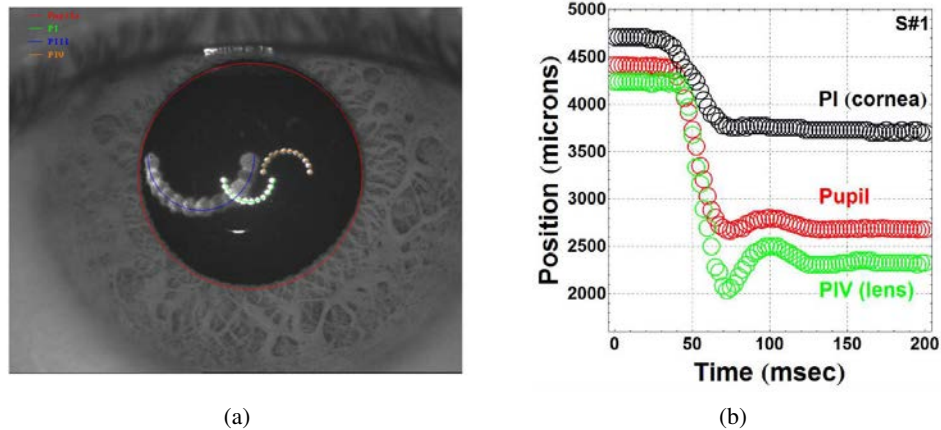 Pupil
PI
PIII
PIV
S#1
5000
4500
4000
3500
3000
2500
2000
Position (microns)
PI (cornea)
Pupil
PIV (lens)
0
50
100
150
200
Time (msec)
(a)
(b)